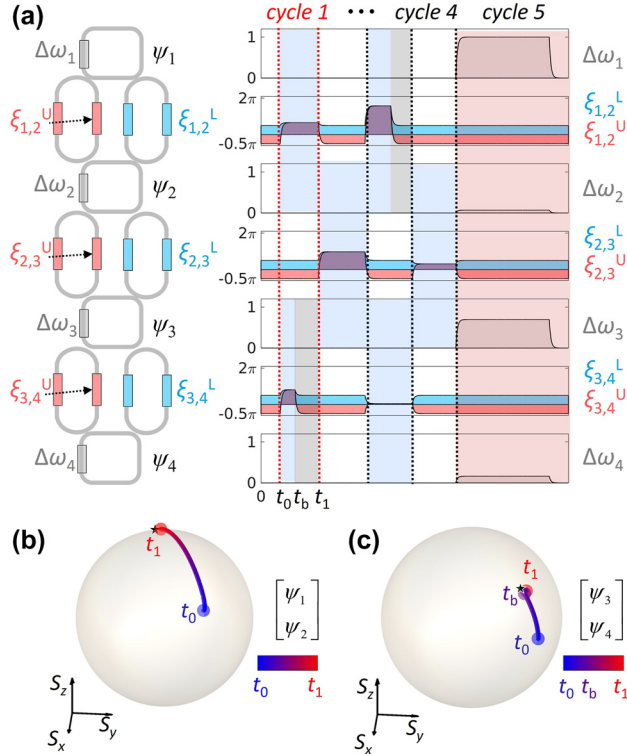 (a)
cycle 1 ••• cycle 4 cycle 5
Δω1 ψ1
ξ1,2U ξ1,2L
Δω2 ψ2
ξ2,3U ξ2,3L
Δω3 ψ3
ξ3,4U ξ3,4L
Δω4 ψ4
1
0
Δω1
2π
-0.5π
ξ1,2L
ξ1,2U
1
0
Δω2
2π
-0.5π
ξ2,3L
ξ2,3U
1
0
Δω3
2π
-0.5π
ξ3,4L
ξ3,4U
1
0
Δω4
0 t0 tb t1
(b)
t1
t0
ψ1
ψ2
t0 t1
Sz
Sy
Sx
(c)
t1
tb
t0
ψ3
ψ4
t0 tb t1
Sz
Sy
Sx